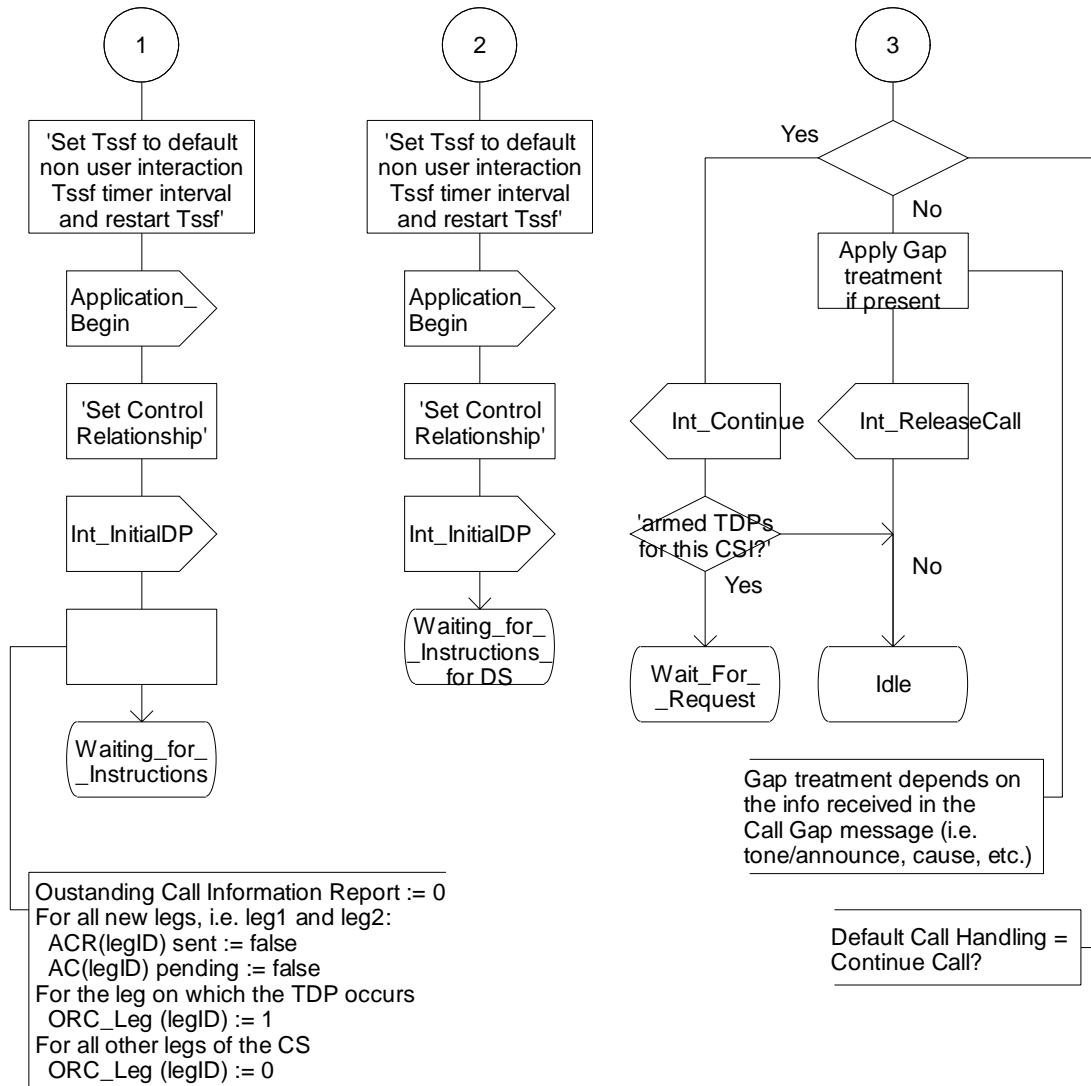 1
'Set Tssf to default
non user interaction
Tssf timer interval
and restart Tssf'
Application_
Begin
'Set Control
Relationship'
Int_InitialDP
Waiting_for_
_Instructions
Oustanding Call Information Report := 0
For all new legs, i.e. leg1 and leg2:
ACR(legID) sent := false
AC(legID) pending := false
For the leg on which the TDP occurs
ORC_Leg (legID) := 1
For all other legs of the CS
ORC_Leg (legID) := 0
2
'Set Tssf to default
non user interaction
Tssf timer interval
and restart Tssf'
Application_
Begin
'Set Control
Relationship'
Int_InitialDP
Waiting_for_
_Instructions_
for DS
3
Yes
No
Apply Gap
treatment
if present
Int_Continue
Int_ReleaseCall
'armed TDPs
for this CSI?'
No
Yes
Wait_For_
_Request
Idle
Gap treatment depends on
the info received in the
Call Gap message (i.e.
tone/announce, cause, etc.)
Default Call Handling =
Continue Call?